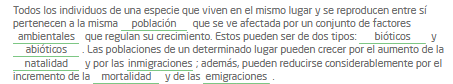 Todos los individuos de una especie que viven en el mismo lugar y se reproducen entre sí
pertenecen a la misma población que se ve afectada por un conjunto de factores
ambientales que regulan su crecimiento. Estos pueden ser de dos tipos: bióticos y
abióticos . Las poblaciones de un determinado lugar pueden crecer por el aumento de la
natalidad y por las inmigraciones ; además, pueden reducirse considerablemente por el
incremento de la mortalidad y de las emigraciones .